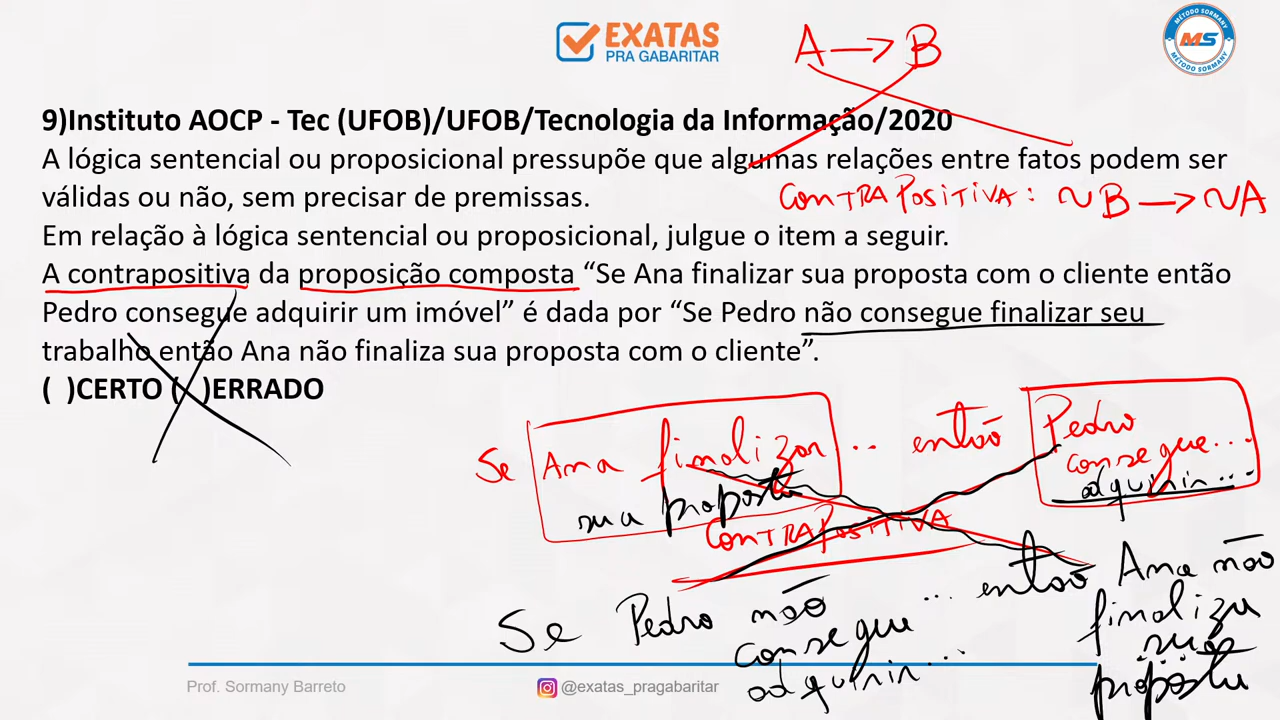 EXATAS
PRA GABARITAR
A → B
MÉTODO SORMANY
MS
MÉTODO SORMANY
9)Instituto AOCP - Tec (UFOB)/UFOB/Tecnologia da Informação/2020
A lógica sentencial ou proposicional pressupõe que algumas relações entre fatos podem ser
válidas ou não, sem precisar de premissas.
CONTRAPOSITIVA: ~B → ~A
Em relação à lógica sentencial ou proposicional, julgue o item a seguir.
A contrapositiva da proposição composta “Se Ana finalizar sua proposta com o cliente então
Pedro consegue adquirir um imóvel” é dada por “Se Pedro não consegue finalizar seu
trabalho então Ana não finaliza sua proposta com o cliente”.
( )CERTO ( )ERRADO
Se Ana finalizar .. então Pedro
consegue...
adquirir...
sua proposta
CONTRAPOSITIVA
Se Pedro não ... então Ana não
consegue finaliza
adquirir... sua
proposta
Prof. Sormany Barreto
@exatas_pragabaritar